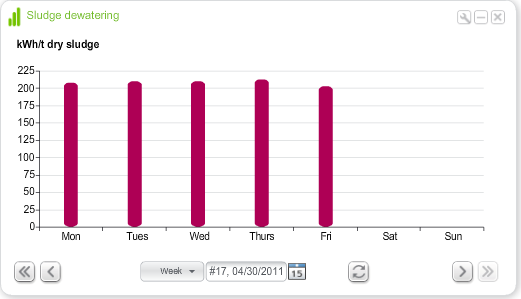 Sludge dewatering
kWh/t dry sludge
225
200
175
150
125
100
75
50
25
0
Mon Tues Wed Thurs Fri Sat Sun
Week #17, 04/30/2011 15